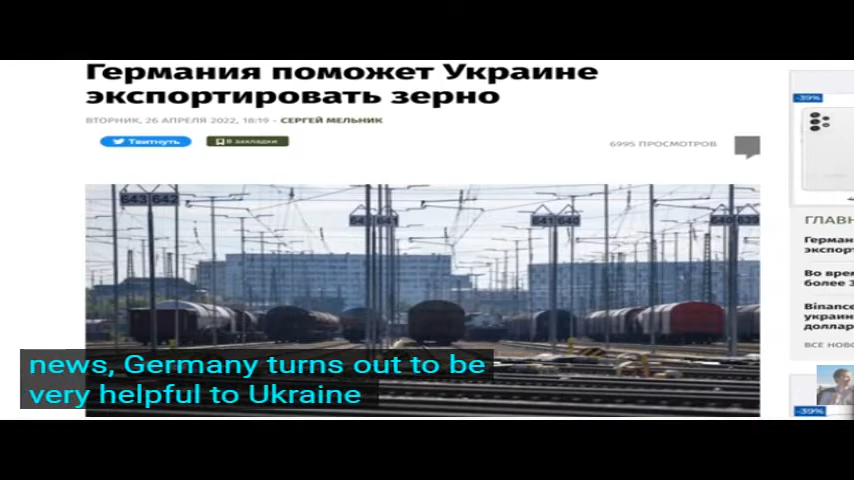 Германия поможет Украине
экспортировать зерно
ВТОРНИК, 26 АПРЕЛЯ 2022, 18:19 - СЕРГЕЙ МЕЛЬНИК
Твитнуть
В закладки
6995 ПРОСМОТРОВ
-39%
643 642
641
641 640
640 639
ГЛАВН
Герман
экспорт
Во врем
более 3
Binance
украин
доллар
ВСЕ НОВО
-39%
news, Germany turns out to be
very helpful to Ukraine